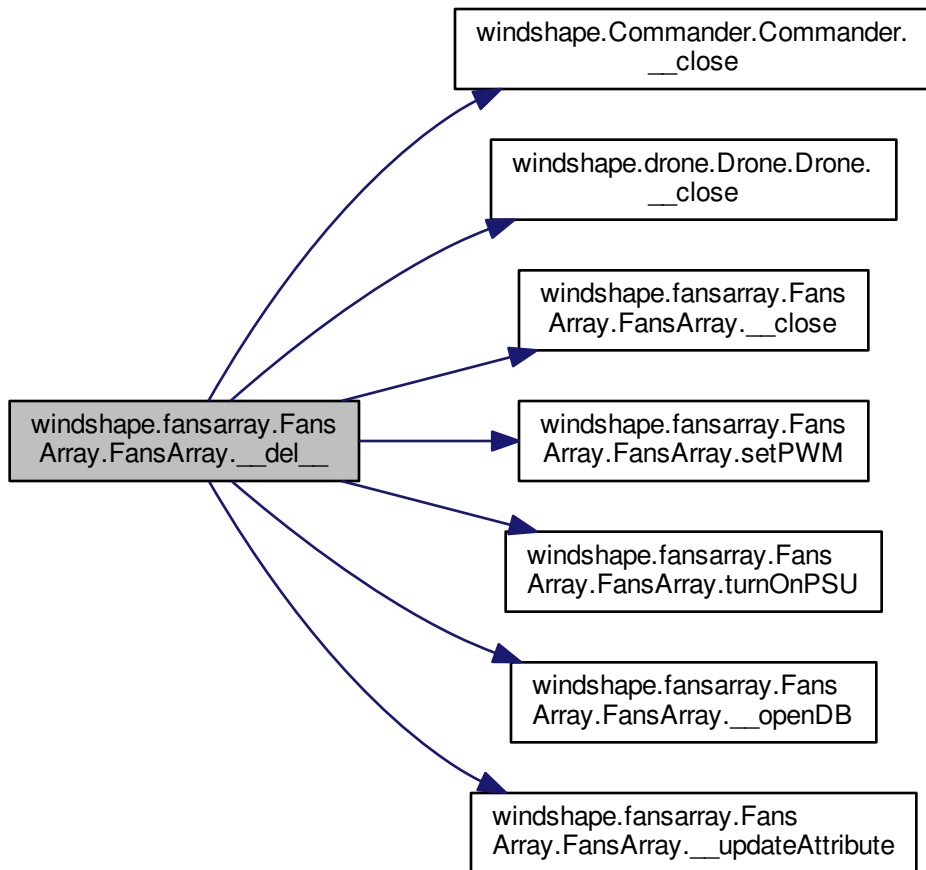 windshape.Commander.Commander.
__close
windshape.drone.Drone.Drone.
__close
windshape.fansarray.Fans
Array.FansArray.__close
windshape.fansarray.Fans
Array.FansArray.__del__
windshape.fansarray.Fans
Array.FansArray.setPWM
windshape.fansarray.Fans
Array.FansArray.turnOnPSU
windshape.fansarray.Fans
Array.FansArray.__openDB
windshape.fansarray.Fans
Array.FansArray.__updateAttribute